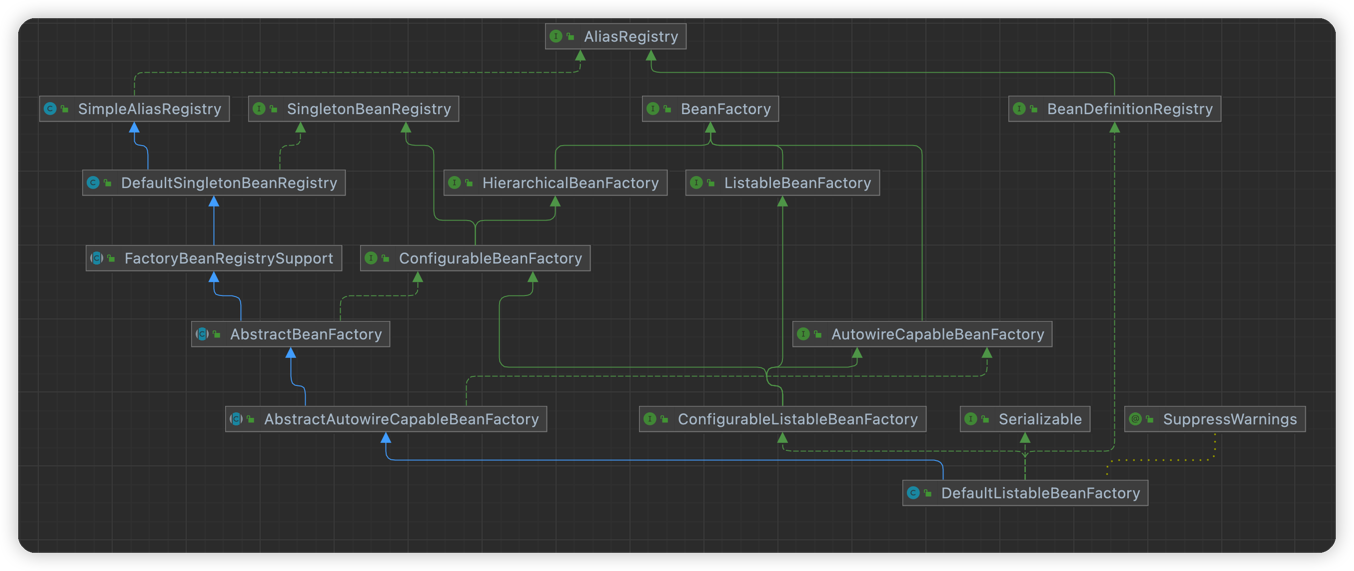 AliasRegistry
SimpleAliasRegistry
SingletonBeanRegistry
BeanFactory
BeanDefinitionRegistry
DefaultSingletonBeanRegistry
HierarchicalBeanFactory
ListableBeanFactory
FactoryBeanRegistrySupport
ConfigurableBeanFactory
AbstractBeanFactory
AutowireCapableBeanFactory
AbstractAutowireCapableBeanFactory
ConfigurableListableBeanFactory
Serializable
SuppressWarnings
DefaultListableBeanFactory